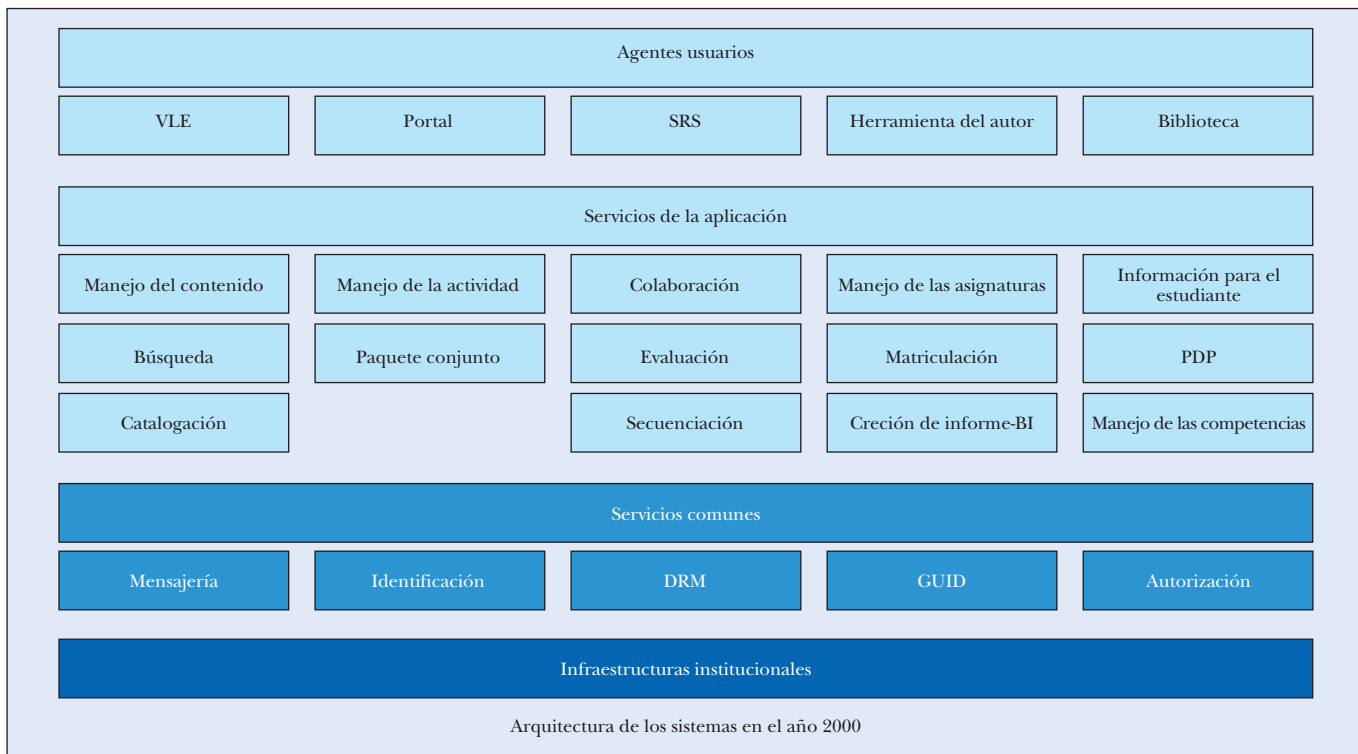 Agentes usuarios
VLE
Portal
SRS
Herramienta del autor
Biblioteca
Servicios de la aplicación
Manejo del contenido
Manejo de la actividad
Colaboración
Manejo de las asignaturas
Información para el
estudiante
Búsqueda
Paquete conjunto
Evaluación
Matriculación
PDP
Catalogación
Secuenciación
Creción de informe-BI
Manejo de las competencias
Servicios comunes
Mensajería
Identificación
DRM
GUID
Autorización
Infraestructuras institucionales
Arquitectura de los sistemas en el año 2000